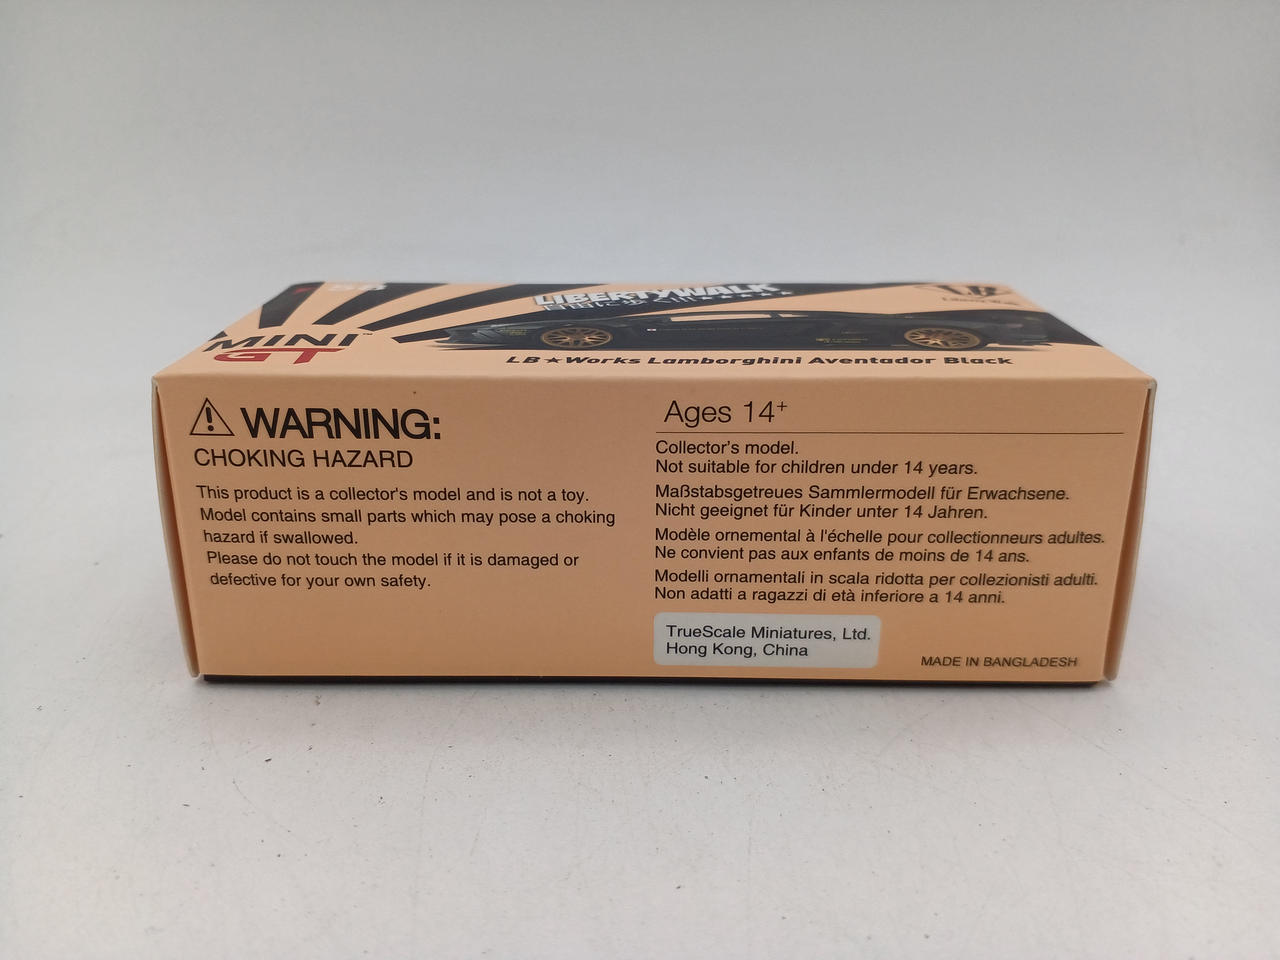 LIBERTYWALK
自由に歩く
MINI
GT
LB★Works Lamborghini Aventador Black
WARNING:
CHOKING HAZARD
This product is a collector's model and is not a toy.
Model contains small parts which may pose a choking
hazard if swallowed.
Please do not touch the model if it is damaged or
defective for your own safety.
Ages 14+
Collector's model.
Not suitable for children under 14 years.
Maßstabsgetreues Sammlermodell für Erwachsene.
Nicht geeignet für Kinder unter 14 Jahren.
Modèle ornemental à l'échelle pour collectionneurs adultes.
Ne convient pas aux enfants de moins de 14 ans.
Modelli ornamentali in scala ridotta per collezionisti adulti.
Non adatti a ragazzi di età inferiore a 14 anni.
TrueScale Miniatures, Ltd.
Hong Kong, China
MADE IN BANGLADESH